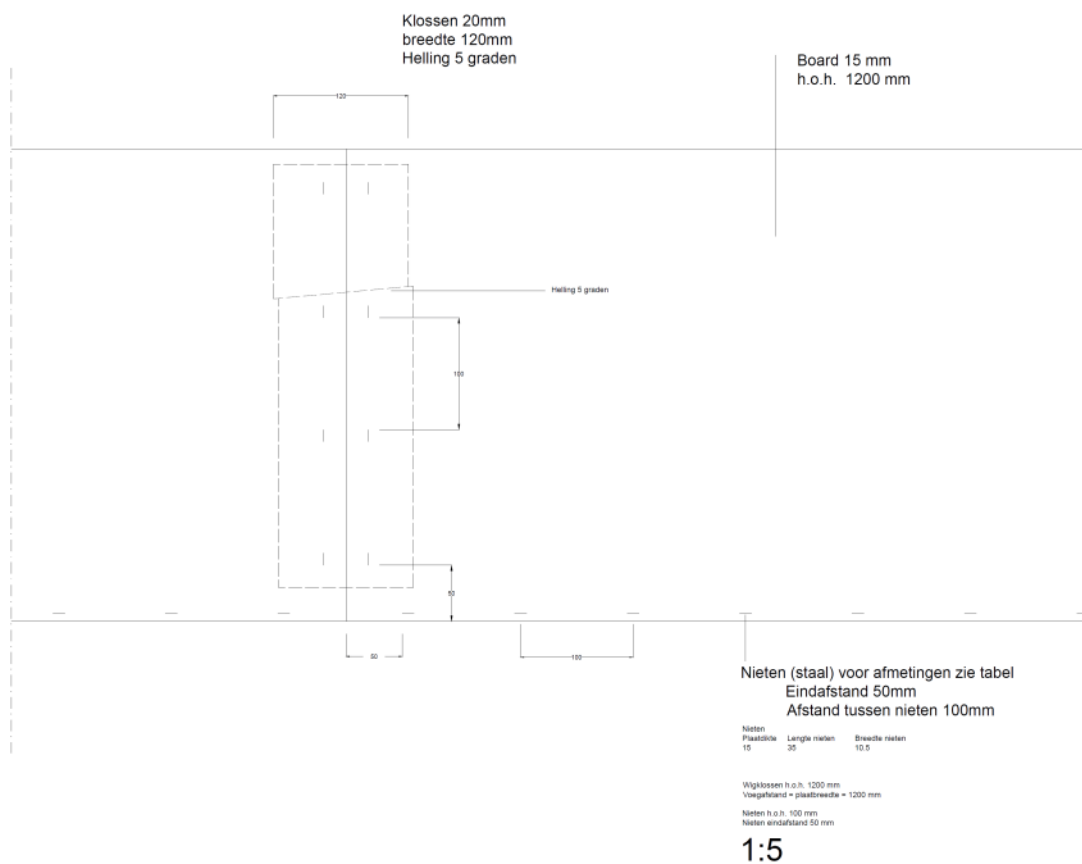 Klossen 20mm
breedte 120mm
Helling 5 graden
Board 15 mm
h.o.h. 1200 mm
120
Helling 5 graden
100
50
50
100
Nieten (staal) voor afmetingen zie tabel
Eindafstand 50mm
Afstand tussen nieten 100mm
Nieten
Plaatdikte Lengte nieten Breedte nieten
15 35 10.5
Wigklossen h.o.h. 1200 mm
Voegafstand = plaatbreedte = 1200 mm
Nieten h.o.h. 100 mm
Nieten eindafstand 50 mm
1:5